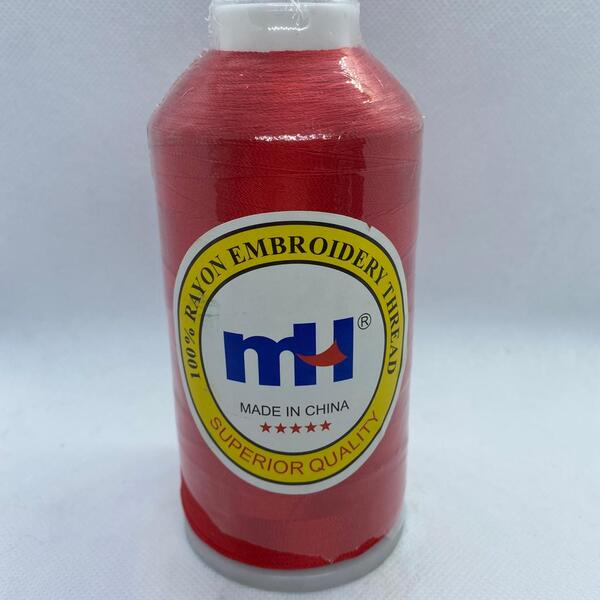 100% RAYON EMBROIDERY THREAD
mH®
MADE IN CHINA
★★★★★
SUPERIOR QUALITY